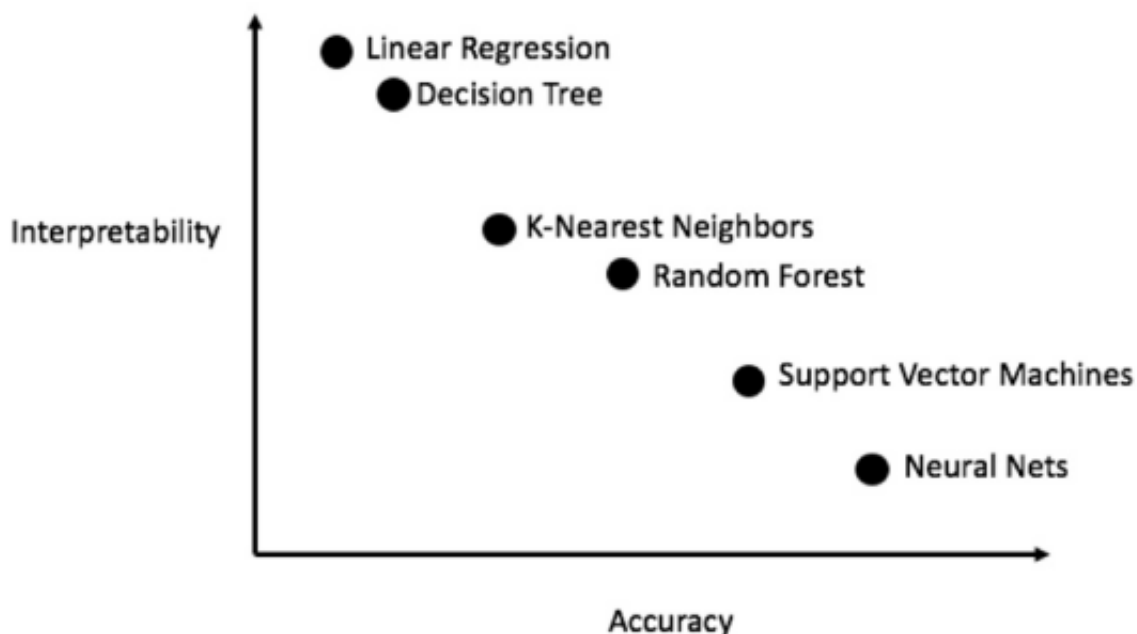 Linear Regression
Decision Tree
Interpretability
K-Nearest Neighbors
Random Forest
Support Vector Machines
Neural Nets
Accuracy